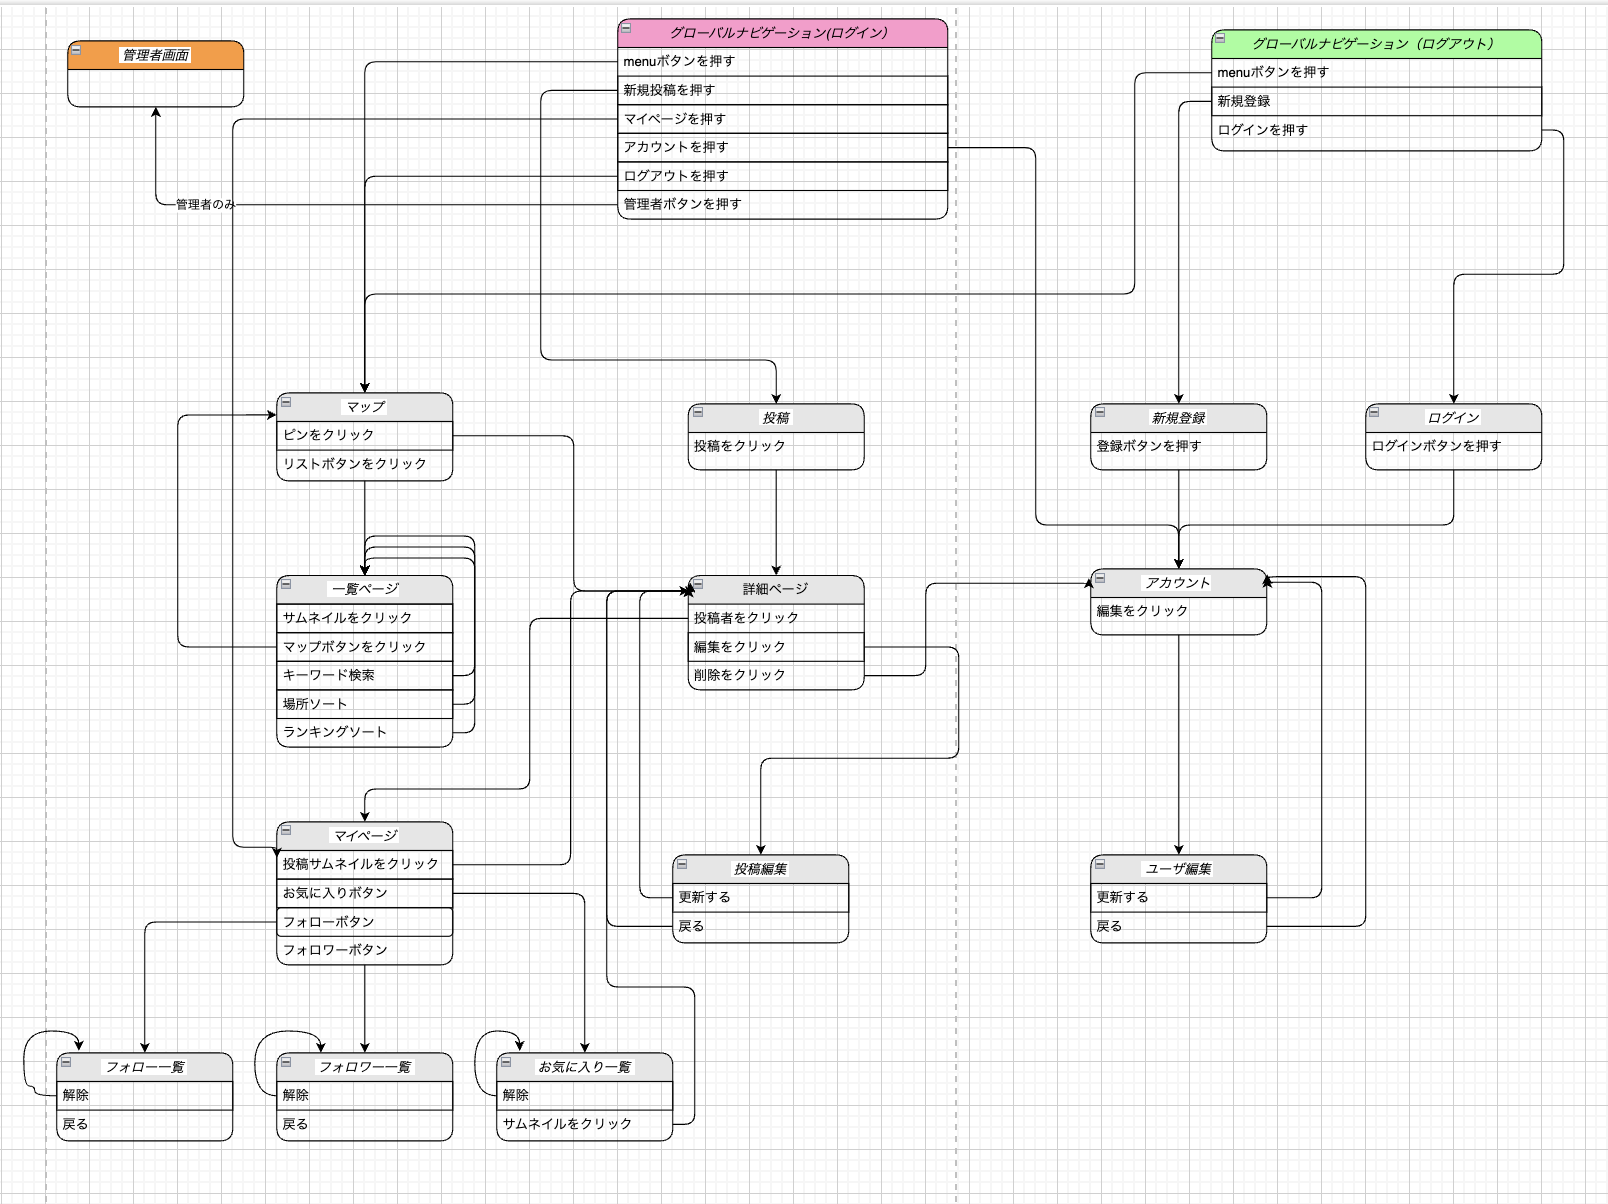 管理者画面
グローバルナビゲーション(ログイン）
menuボタンを押す
新規投稿を押す
マイページを押す
アカウントを押す
ログアウトを押す
管理者ボタンを押す
管理者のみ
グローバルナビゲーション（ログアウト）
menuボタンを押す
新規登録
ログインを押す
マップ
ピンをクリック
リストボタンをクリック
投稿
投稿をクリック
新規登録
登録ボタンを押す
ログイン
ログインボタンを押す
一覧ページ
サムネイルをクリック
マップボタンをクリック
キーワード検索
場所ソート
ランキングソート
詳細ページ
投稿者をクリック
編集をクリック
削除をクリック
アカウント
編集をクリック
マイページ
投稿サムネイルをクリック
お気に入りボタン
フォローボタン
フォロワーボタン
投稿編集
更新する
戻る
ユーザ編集
更新する
戻る
フォロー一覧
解除
戻る
フォロワー一覧
解除
戻る
お気に入り一覧
解除
サムネイルをクリック